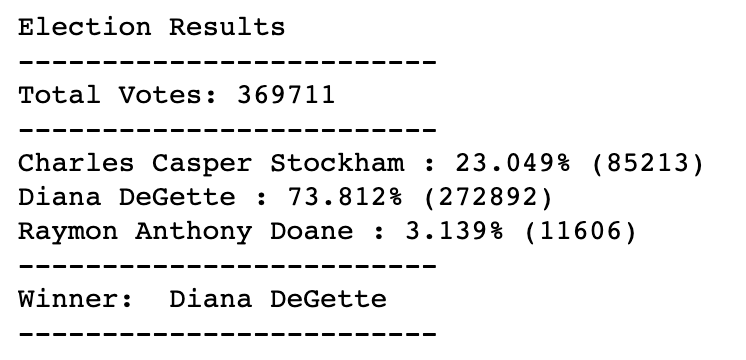 Election Results
-------------------------
Total Votes: 369711
-------------------------
Charles Casper Stockham : 23.049% (85213)
Diana DeGette : 73.812% (272892)
Raymon Anthony Doane : 3.139% (11606)
-------------------------
Winner:  Diana DeGette
-------------------------